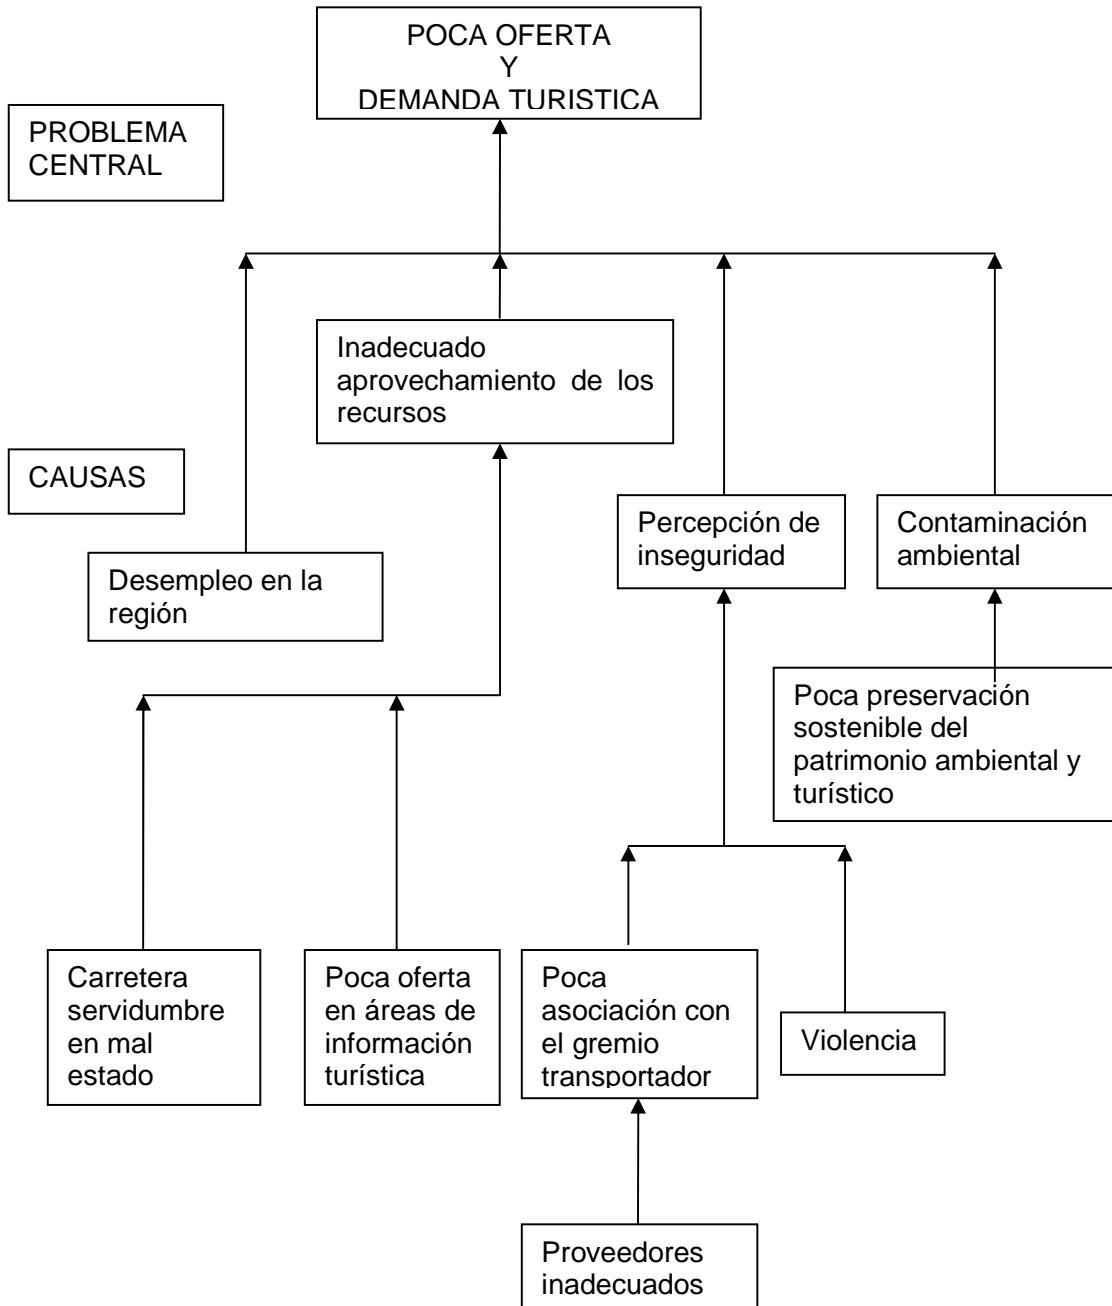 POCA OFERTA
Y
DEMANDA TURISTICA
PROBLEMA
CENTRAL
Inadecuado
aprovechamiento de los
recursos
CAUSAS
Percepción de
inseguridad
Contaminación
ambiental
Desempleo en la
región
Poca preservación
sostenible del
patrimonio ambiental y
turístico
Carretera
servidumbre
en mal
estado
Poca oferta
en áreas de
información
turística
Poca
asociación con
el gremio
transportador
Violencia
Proveedores
inadecuados